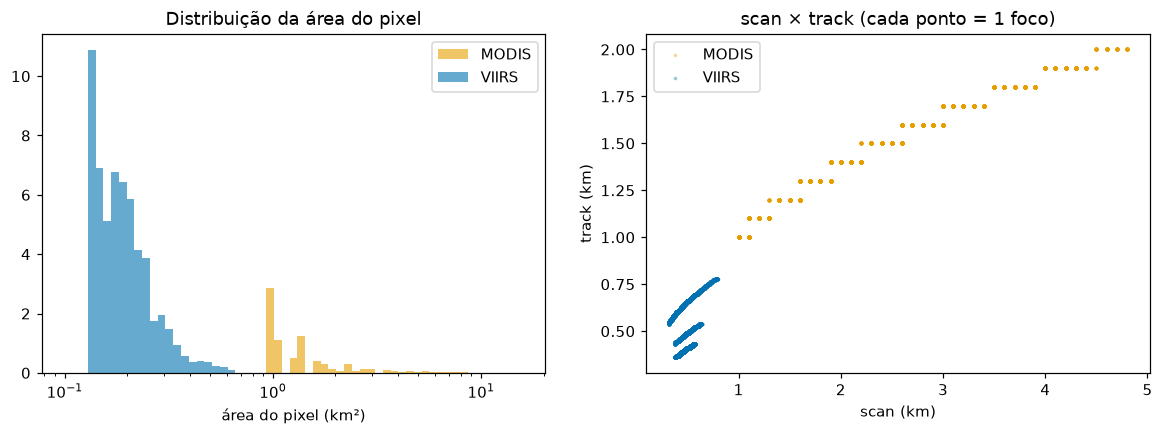 Distribuição da área do pixel
MODIS
VIIRS
10
8
6
4
2
0
10⁻¹
10⁰
10¹
área do pixel (km²)
scan × track (cada ponto = 1 foco)
MODIS
VIIRS
2.00
1.75
1.50
1.25
1.00
0.75
0.50
track (km)
1
2
3
4
5
scan (km)